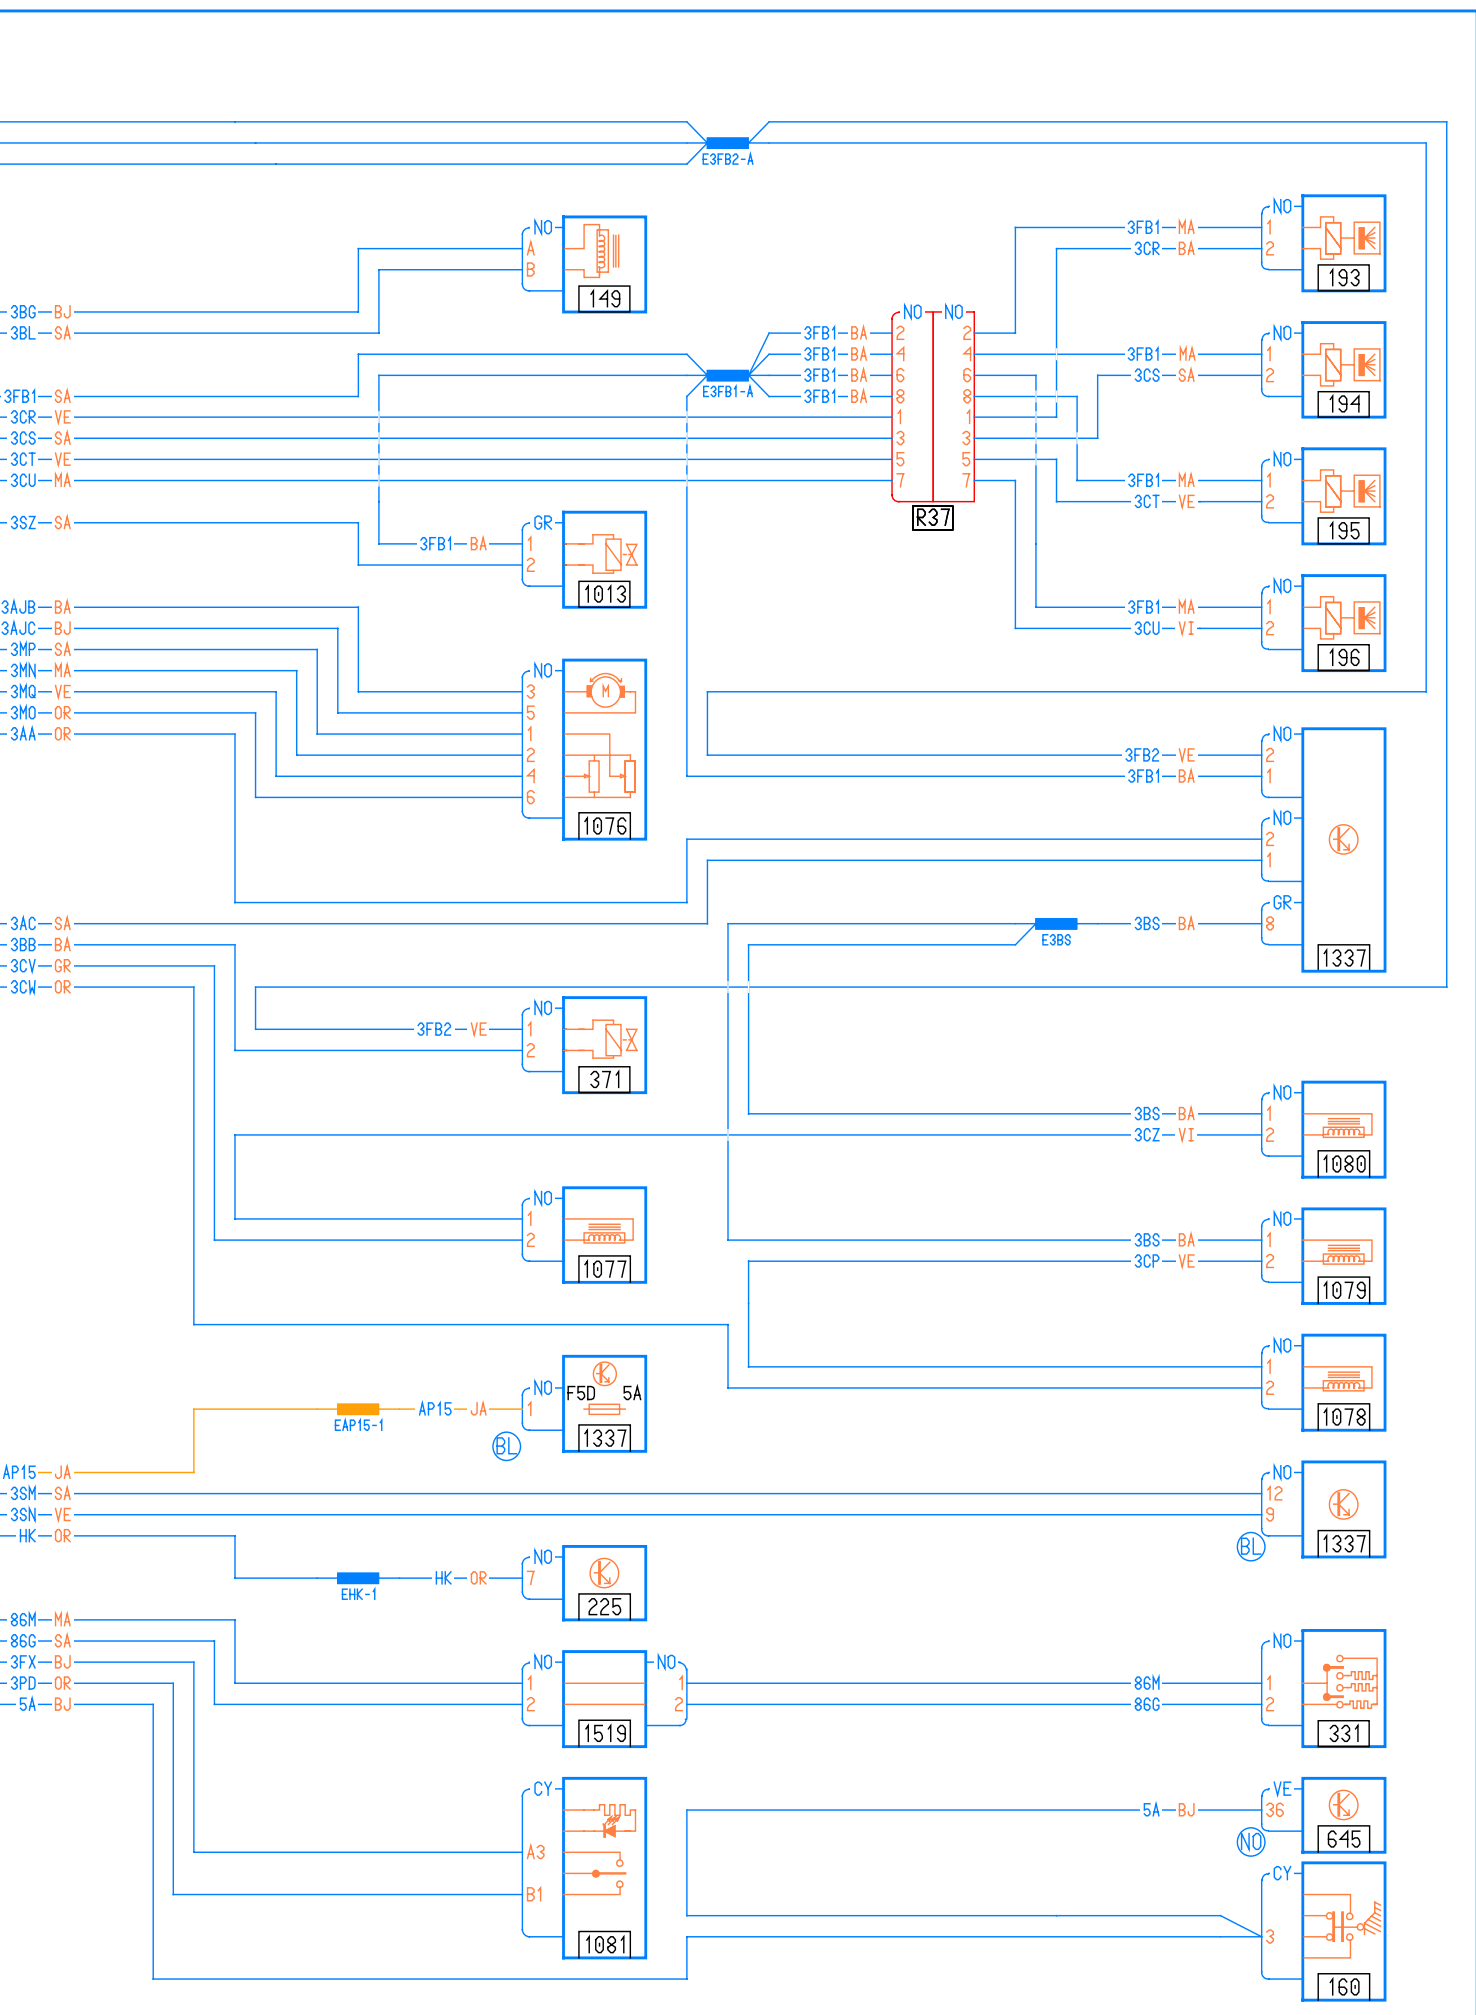 E3FB2-A
NO
A
B
149
3BG BJ
3BL SA
NO
3FB1 MA 1
3CR BA 2
193
NO NO
3FB1 BA 2 2
3FB1 BA 4 4
3FB1 BA 6 6
3FB1 BA 8 8
1 1
3 3
5 5
7 7
R37
E3FB1-A
NO
3FB1 MA 1
3CS SA 2
194
3FB1 SA
3CR VE
3CS SA
3CT VE
3CU MA
3SZ SA
NO
3FB1 MA 1
3CT VE 2
195
GR
3FB1 BA 1
2
1013
NO
3FB1 MA 1
3CU VI 2
196
3AJB BA
3AJC BJ
3MP SA
3MN MA
3MQ VE
3MO OR
3AA OR
NO
3
5
1
2
4
6
M
1076
NO
3FB2 VE 2
3FB1 BA 1
NO
2
1
GR
E3BS
3BS BA 8
1337
3AC SA
3BB BA
3CV GR
3CW OR
NO
3FB2 VE 1
2
371
NO
3BS BA 1
3CZ VI 2
1080
NO
1
2
1077
NO
3BS BA 1
3CP VE 2
1079
NO
1
2
1078
EAP15-1
AP15 JA
NO
1
F5D 5A
1337
BL
AP15 JA
3SM SA
3SN VE
HK OR
NO
12
9
1337
BL
EHK-1
HK OR
NO
7
225
86M MA
86G SA
3FX BJ
3PD OR
5A BJ
NO NO
1 1
2 2
1519
86M
86G
NO
1
2
331
CY
A3
B1
1081
5A BJ
VE
36
645
NO
CY
3
160